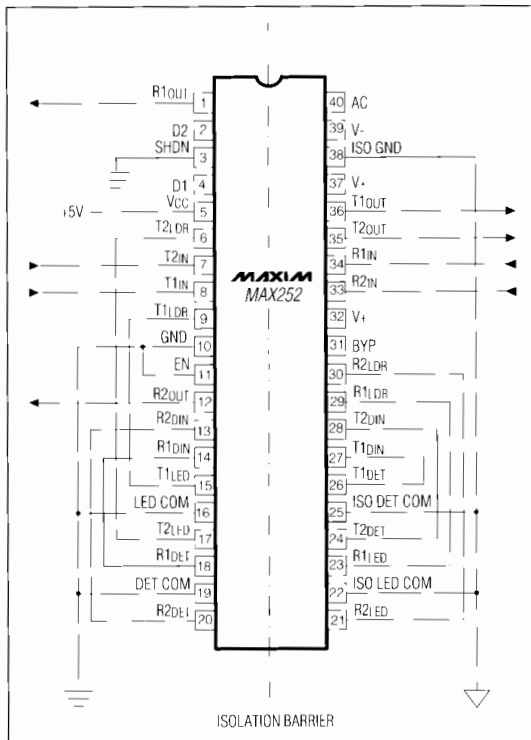 R1OUT 1
D2 2
SHDN 3
D1 4
+5V VCC 5
T2LDR 6
T2IN 7
T1IN 8
T1LDR 9
GND 10
EN 11
R2OUT 12
R2DIN 13
R1DIN 14
T1LED 15
LED COM 16
T2LED 17
R1DET 18
DET COM 19
R2DET 20
MAXIM
MAX252
40 AC
39 V-
38 ISO GND
37 V+
36 T1OUT
35 T2OUT
34 R1IN
33 R2IN
32 V+
31 BYP
30 R2LDR
29 R1LDR
28 T2DIN
27 T1DIN
26 T1DET
25 ISO DET COM
24 T2DET
23 R1LED
22 ISO LED COM
21 R2LED
ISOLATION BARRIER